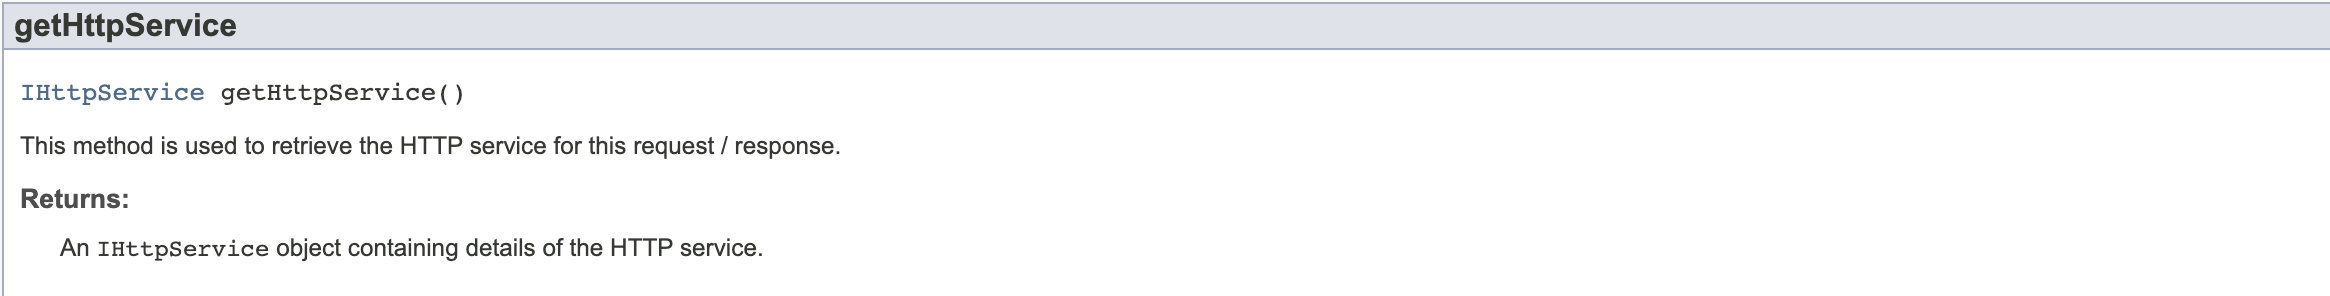 getHttpService
IHttpService getHttpService()
This method is used to retrieve the HTTP service for this request / response.
Returns:
An IHttpService object containing details of the HTTP service.